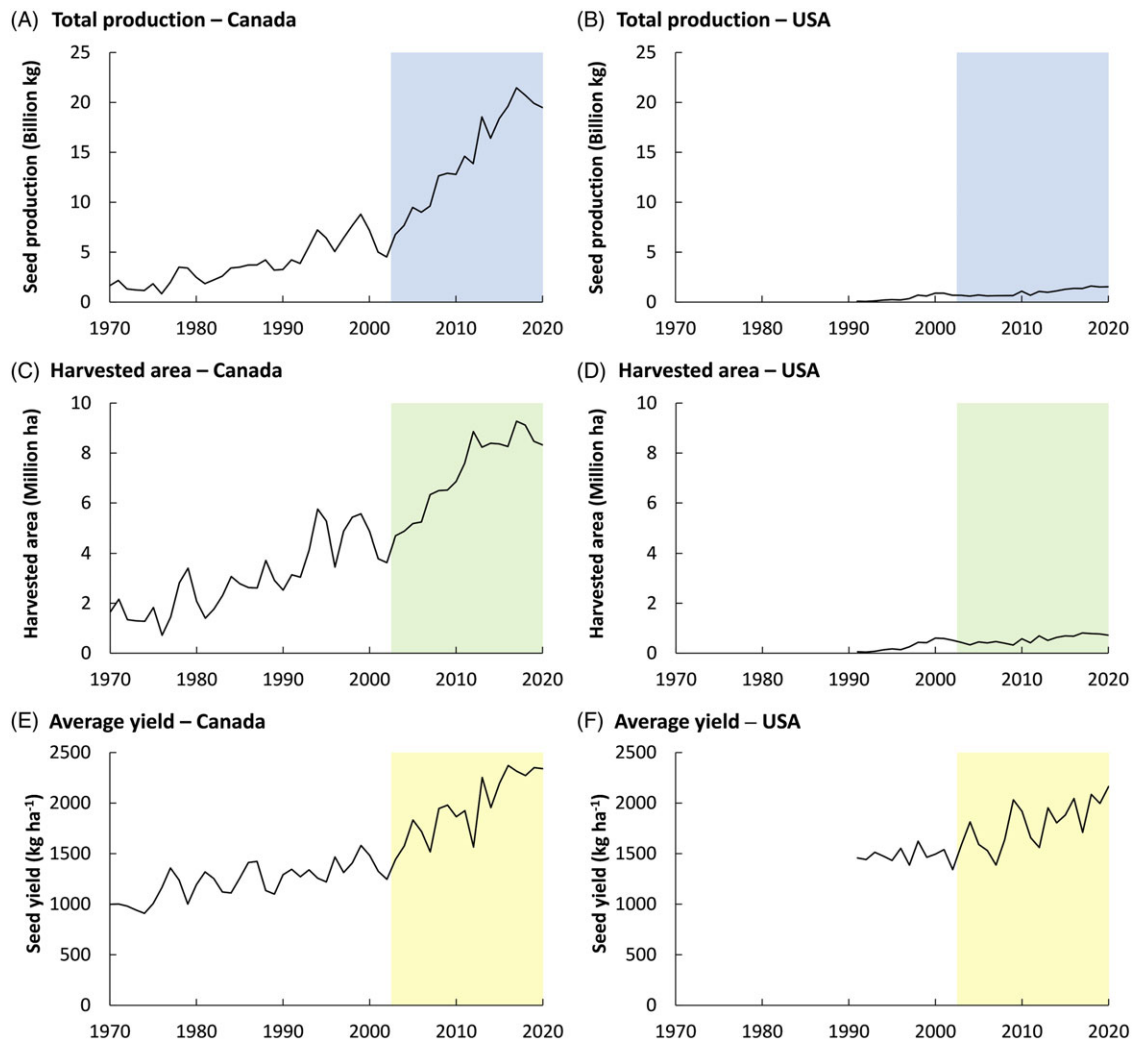 (A) Total production – Canada
Seed production (Billion kg)
25
20
15
10
5
0
1970 1980 1990 2000 2010 2020
(B) Total production – USA
Seed production (Billion kg)
25
20
15
10
5
0
1970 1980 1990 2000 2010 2020
(C) Harvested area – Canada
Harvested area (Million ha)
10
8
6
4
2
0
1970 1980 1990 2000 2010 2020
(D) Harvested area – USA
Harvested area (Million ha)
10
8
6
4
2
0
1970 1980 1990 2000 2010 2020
(E) Average yield – Canada
Seed yield (kg ha⁻¹)
2500
2000
1500
1000
500
0
1970 1980 1990 2000 2010 2020
(F) Average yield – USA
Seed yield (kg ha⁻¹)
2500
2000
1500
1000
500
0
1970 1980 1990 2000 2010 2020